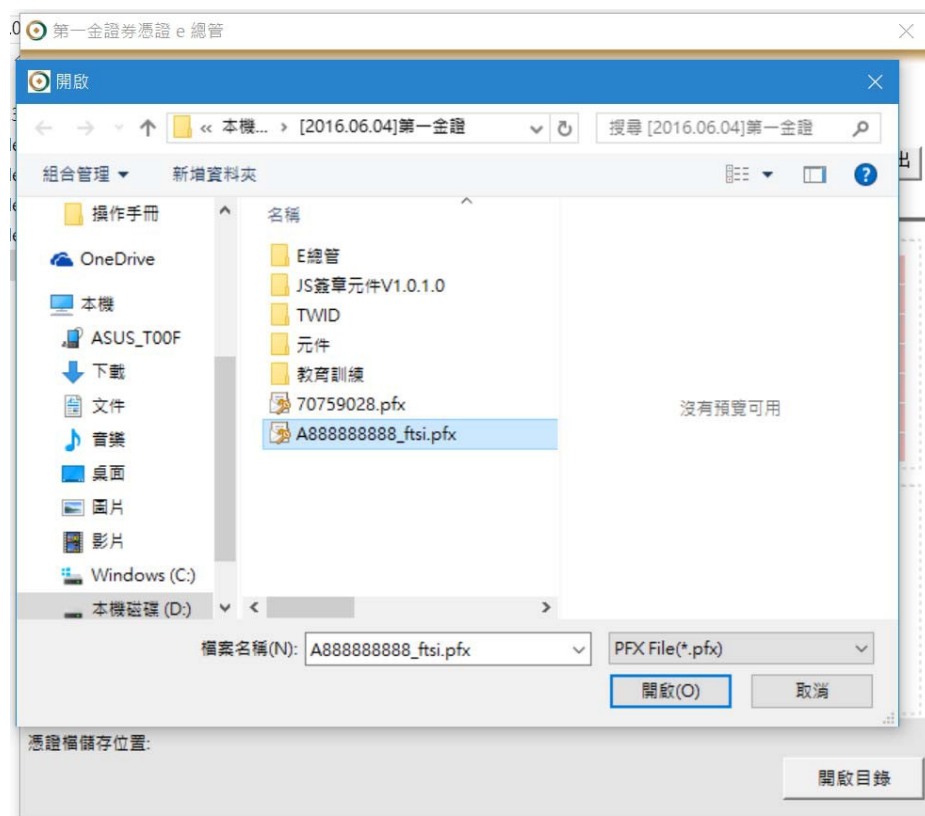 .0
第一金證券憑證 e 總管
開啟
« 本機... › [2016.06.04]第一金證
搜尋 [2016.06.04]第一金證
組合管理
新增資料夾
出
操作手冊
OneDrive
本機
ASUS_T00F
下載
文件
音樂
桌面
圖片
影片
Windows (C:)
本機磁碟 (D:)
名稱
E總管
JS簽章元件V1.0.1.0
TWID
元件
教育訓練
70759028.pfx
A888888888_ftsi.pfx
沒有預覽可用
檔案名稱(N): A888888888_ftsi.pfx
PFX File(*.pfx)
開啟(O)
取消
憑證檔儲存位置:
開啟目錄